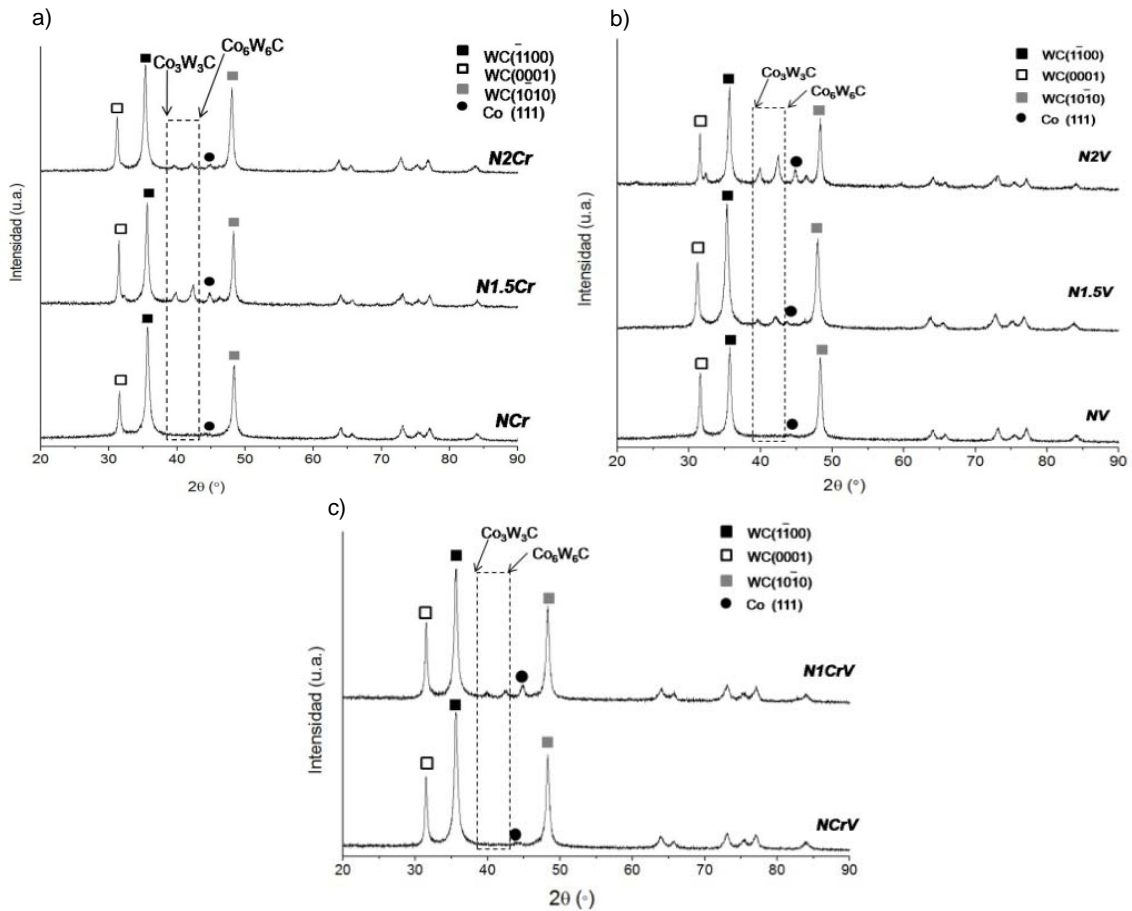 a)
Co₃W₃C
Co₆W₆C
WC(1̄100)
WC(0001)
WC(101̄0)
Co (111)
N2Cr
N1.5Cr
NCr
Intensidad (u.a.)
20 30 40 50 60 70 80 90
2θ (°)
b)
Co₃W₃C
Co₆W₆C
WC(11̄00)
WC(0001)
WC(101̄0)
Co (111)
N2V
N1.5V
NV
Intensidad (u.a.)
20 30 40 50 60 70 80 90
2θ (°)
c)
Co₃W₃C
Co₆W₆C
WC(11̄00)
WC(0001)
WC(101̄0)
Co (111)
N1CrV
NCrV
Intensidad (u.a.)
20 30 40 50 60 70 80 90
2θ (°)